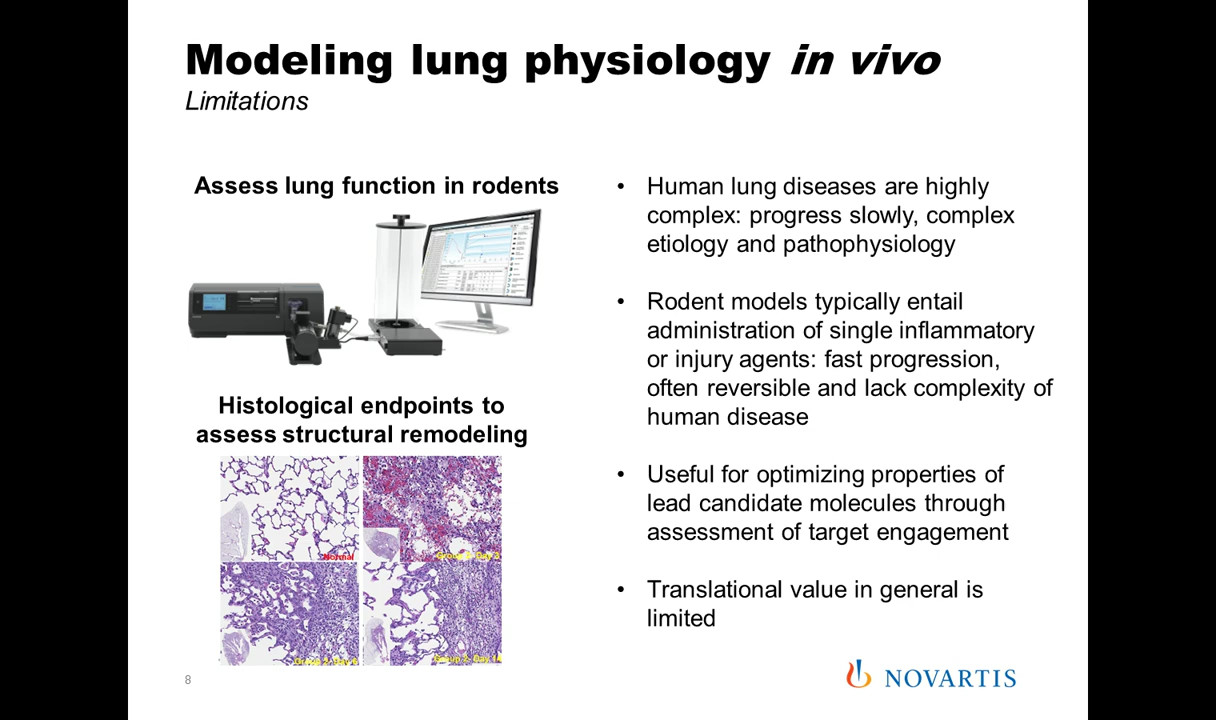 Modeling lung physiology in vivo
Limitations
Assess lung function in rodents
Histological endpoints to
assess structural remodeling
Normal
• Human lung diseases are highly
complex: progress slowly, complex
etiology and pathophysiology
• Rodent models typically entail
administration of single inflammatory
or injury agents: fast progression,
often reversible and lack complexity of
human disease
• Useful for optimizing properties of
lead candidate molecules through
assessment of target engagement
• Translational value in general is
limited
8
NOVARTIS